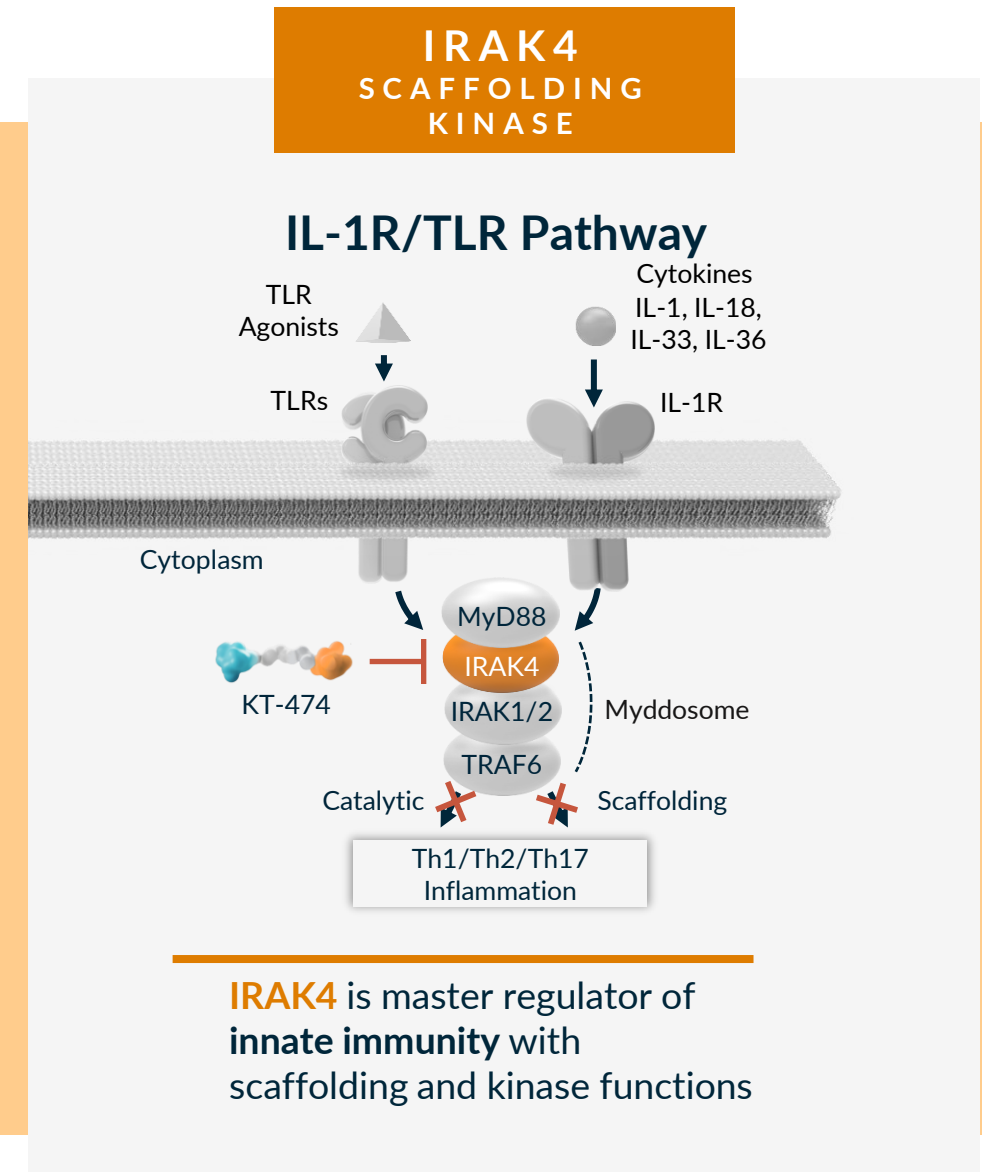 IRAK4
SCAFFOLDING
KINASE
IL-1R/TLR Pathway
TLR
Agonists
Cytokines
IL-1, IL-18,
IL-33, IL-36
TLRs
IL-1R
Cytoplasm
MyD88
IRAK4
KT-474
IRAK1/2
Myddosome
TRAF6
Catalytic
Scaffolding
Th1/Th2/Th17
Inflammation
IRAK4 is master regulator of
innate immunity with
scaffolding and kinase functions